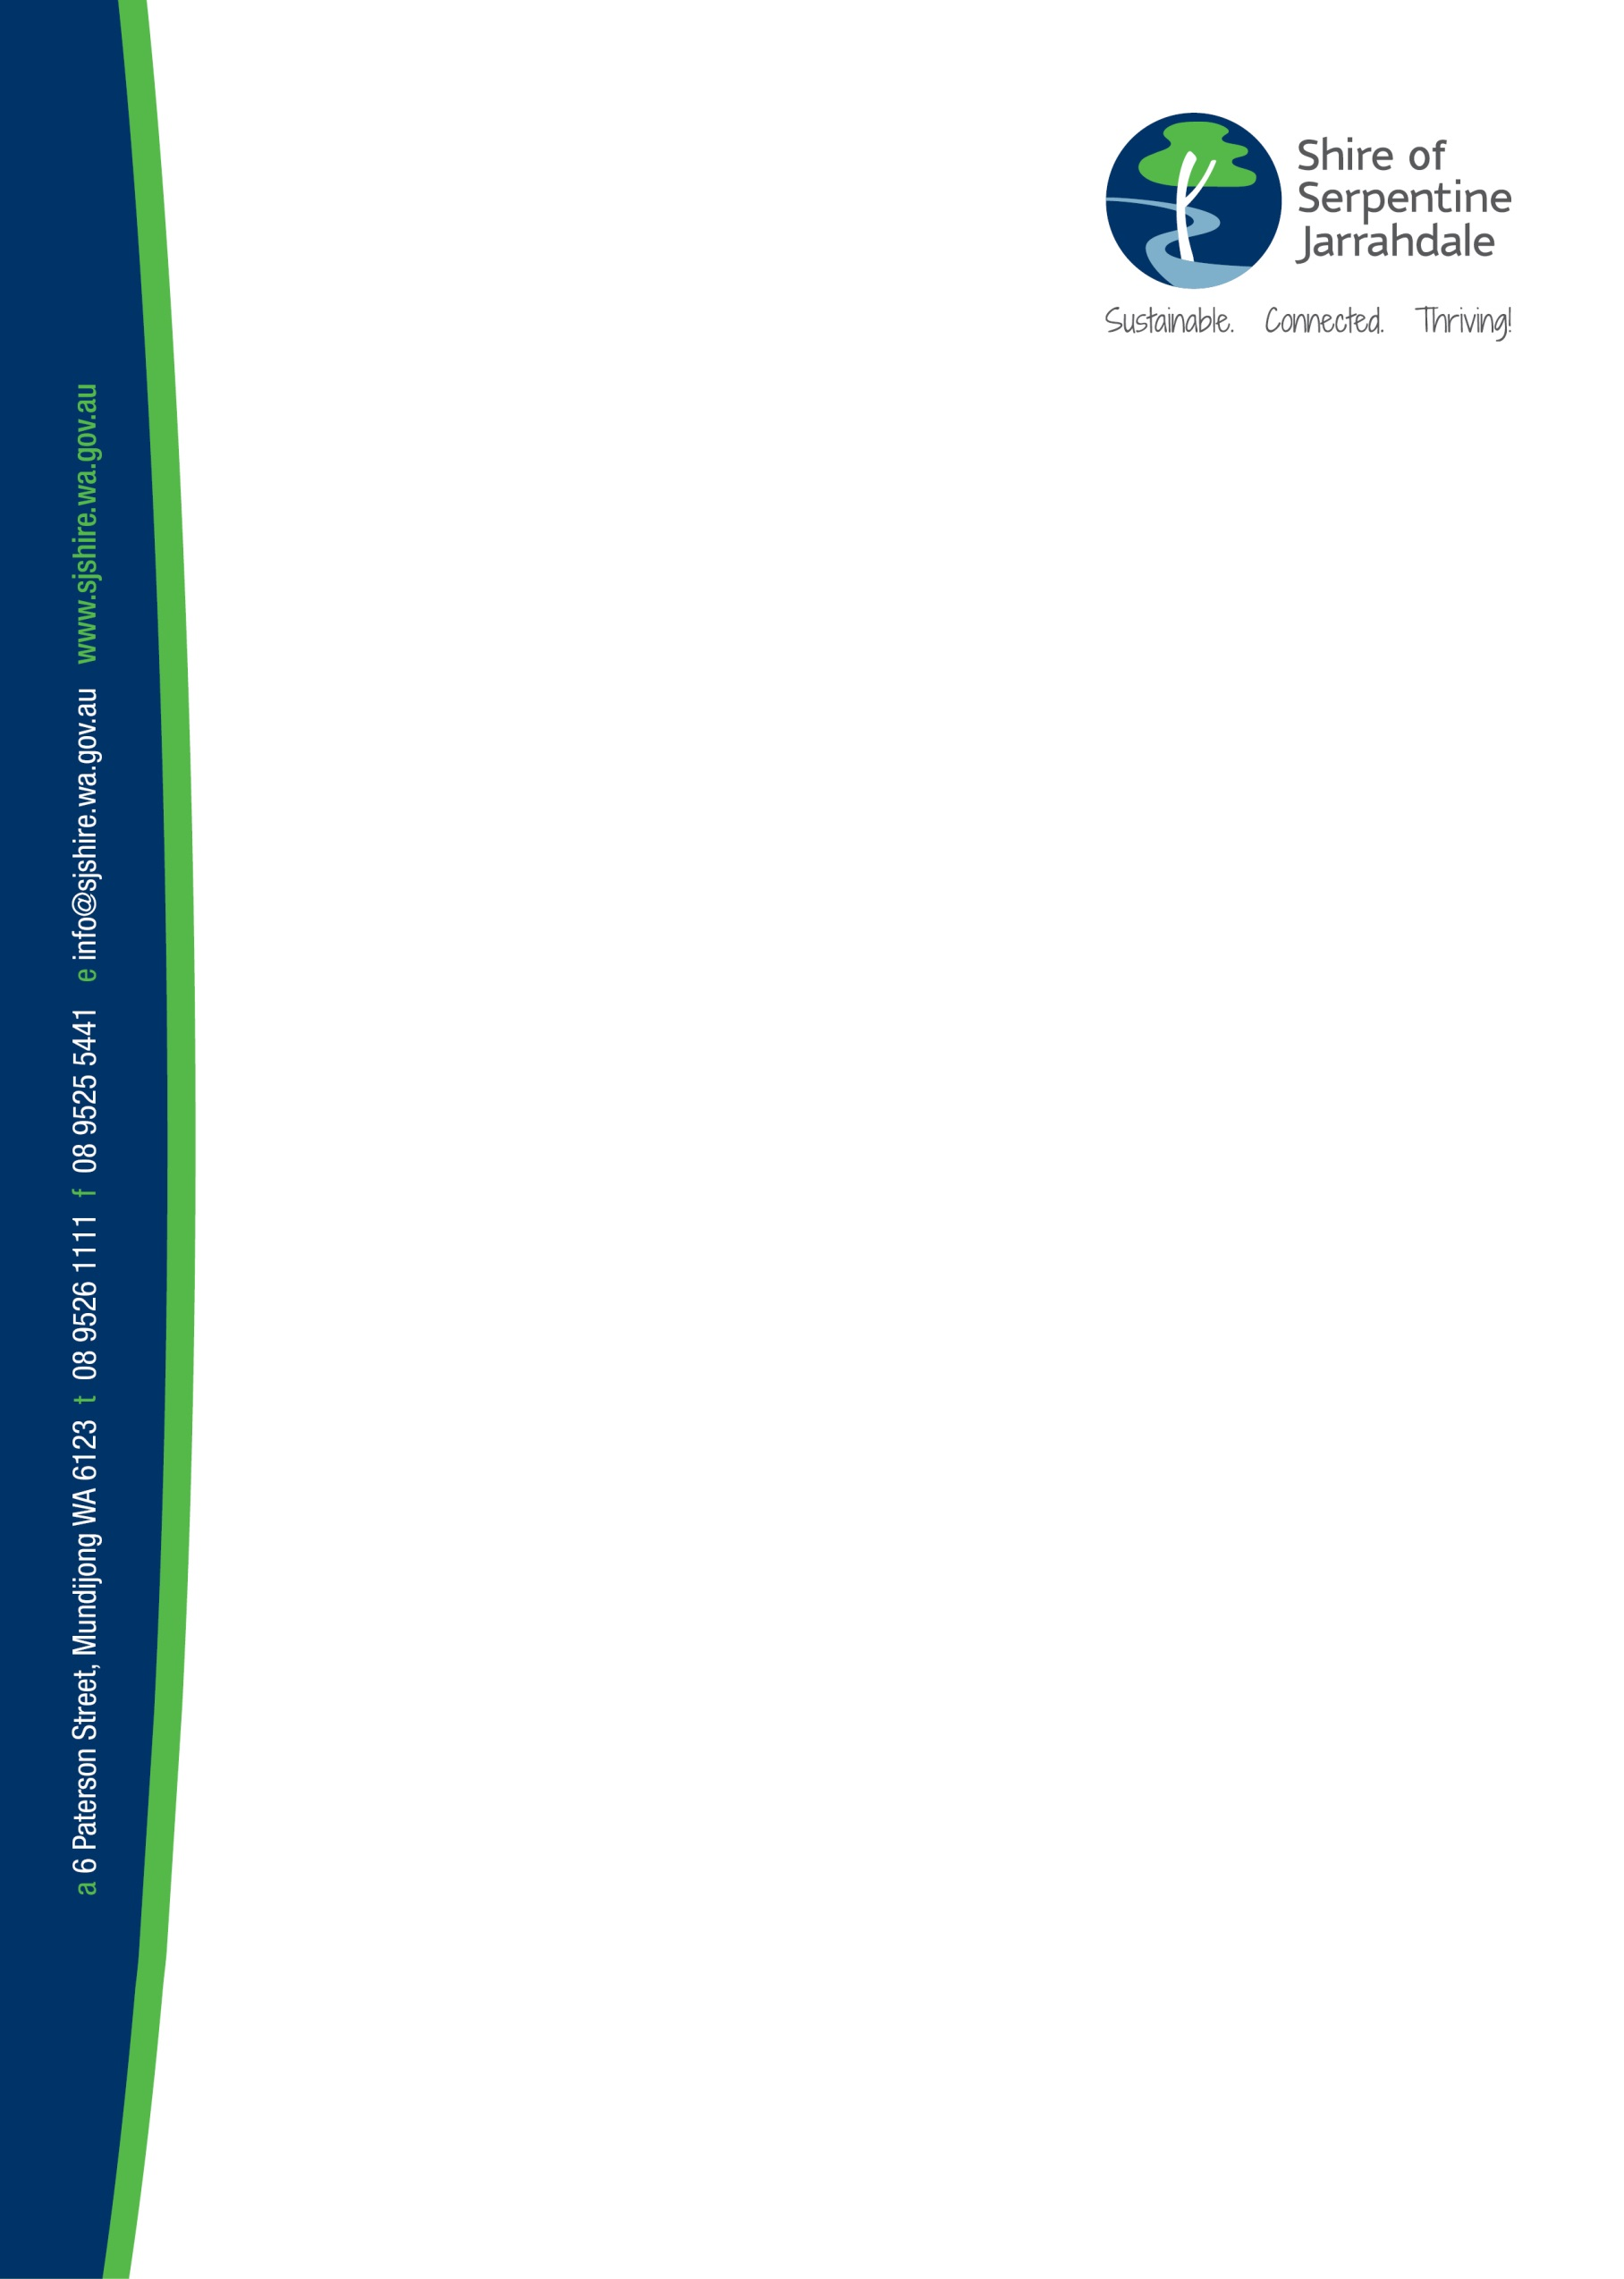 Shire of
Serpentine
Jarrahdale
Sustainable. Connected. Thriving!
a 6 Paterson Street, Mundijong WA 6123 t 08 9526 1111 f 08 9525 5441 e info@sjshire.wa.gov.au www.sjshire.wa.gov.au